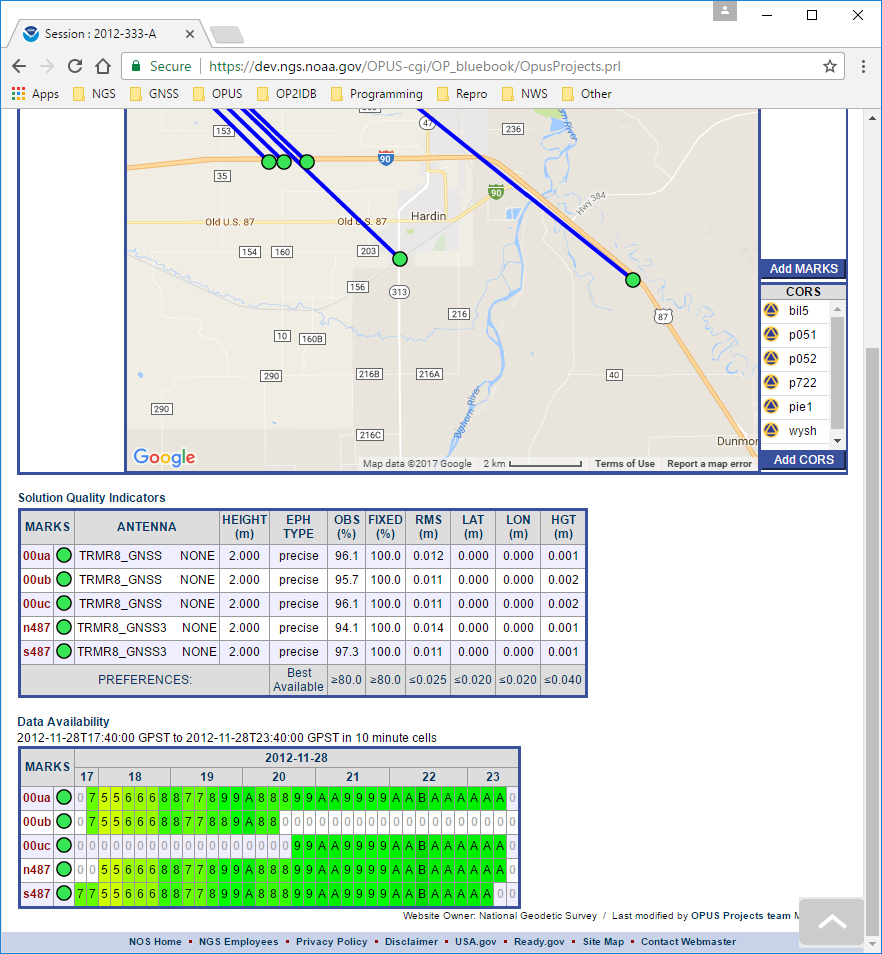 Session : 2012-333-A
Secure https://dev.ngs.noaa.gov/OPUS-cgi/OP_bluebook/OpusProjects.prl
Apps NGS GNSS OPUS OP2IDB Programming Repro NWS Other
47
236
153
90
35
90
Hwy 384
Old U.S. 87 Old U.S. 87 Hardin
154 160 203
156 313
216
87
10 160B
290 216B 216A 40
290
Bighorn River
216C
Dunmor
Google Map data ©2017 Google 2 km Terms of Use Report a map error
Add MARKS
CORS
bil5
p051
p052
p722
pie1
wysh
Add CORS
Solution Quality Indicators
MARKS ANTENNA HEIGHT (m) EPH TYPE OBS (%) FIXED (%) RMS (m) LAT (m) LON (m) HGT (m)
00ua TRMR8_GNSS NONE 2.000 precise 96.1 100.0 0.012 0.000 0.000 0.001
00ub TRMR8_GNSS NONE 2.000 precise 95.7 100.0 0.011 0.000 0.000 0.002
00uc TRMR8_GNSS NONE 2.000 precise 96.1 100.0 0.011 0.000 0.000 0.002
n487 TRMR8_GNSS3 NONE 2.000 precise 94.1 100.0 0.014 0.000 0.000 0.001
s487 TRMR8_GNSS3 NONE 2.000 precise 97.3 100.0 0.011 0.000 0.000 0.001
PREFERENCES: Best Available ≥80.0 ≥80.0 ≤0.025 ≤0.020 ≤0.020 ≤0.040
Data Availability
2012-11-28T17:40:00 GPST to 2012-11-28T23:40:00 GPST in 10 minute cells
MARKS 2012-11-28
17 18 19 20 21 22 23
00ua 0 7 5 5 6 6 6 8 8 7 7 8 9 9 A 8 8 8 9 9 A A 9 9 9 9 A A B A A A A A A 0
00ub 0 7 5 5 6 6 6 8 8 7 7 8 9 9 A 8 8 0 0 0 0 0 0 0 0 0 0 0 0 0 0 0 0 0 0 0
00uc 0 0 0 0 0 0 0 0 0 0 0 0 0 0 0 0 0 0 9 9 A A 9 9 9 9 A A B A A A A A A 0
n487 0 0 5 5 6 6 6 8 8 7 7 8 9 9 A 8 8 8 9 9 A A 9 9 9 9 A A B A A A A A A 0
s487 7 7 5 5 6 6 6 8 8 7 7 8 9 9 A 8 8 8 9 9 A A 9 9 9 9 A A B A A A A A 0 0
Website Owner: National Geodetic Survey / Last modified by OPUS Projects team M
NOS Home ▪ NGS Employees ▪ Privacy Policy ▪ Disclaimer ▪ USA.gov ▪ Ready.gov ▪ Site Map ▪ Contact Webmaster